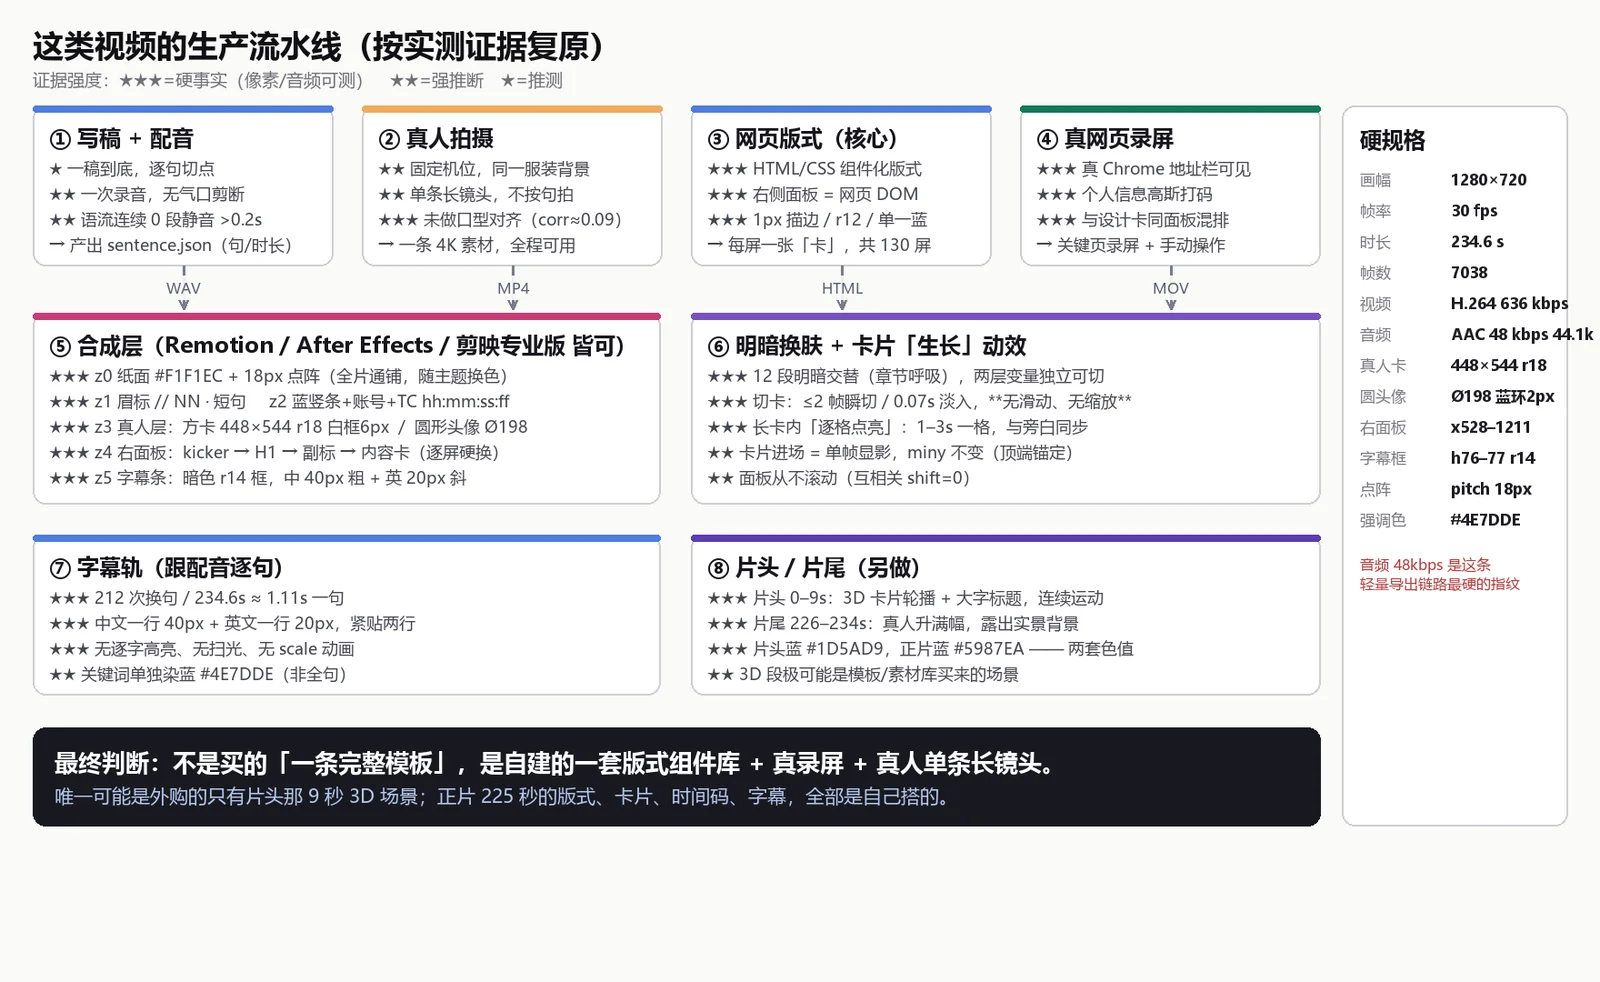 这类视频的生产流水线（按实测证据复原）
证据强度：★★★=硬事实（像素/音频可测）　★★=强推断　★=推测
① 写稿 + 配音
★ 一稿到底，逐句切点
★★ 一次录音，无气口剪断
★★ 语流连续 0 段静音 >0.2s
→ 产出 sentence.json（句/时长）
② 真人拍摄
★★ 固定机位，同一服装背景
★★ 单条长镜头，不按句拍
★★★ 未做口型对齐（corr≈0.09）
→ 一条 4K 素材，全程可用
③ 网页版式（核心）
★★★ HTML/CSS 组件化版式
★★★ 右侧面板 = 网页 DOM
★★★ 1px 描边 / r12 / 单一蓝
→ 每屏一张「卡」，共 130 屏
④ 真网页录屏
★★★ 真 Chrome 地址栏可见
★★★ 个人信息高斯打码
★★★ 与设计卡同面板混排
→ 关键页录屏 + 手动操作
WAV
MP4
HTML
MOV
⑤ 合成层（Remotion / After Effects / 剪映专业版 皆可）
★★★ z0 纸面 #F1F1EC + 18px 点阵（全片通铺，随主题换色）
★★★ z1 眉标 // NN · 短句　z2 蓝竖条+账号+TC hh:mm:ss:ff
★★★ z3 真人层：方卡 448×544 r18 白框6px / 圆形头像 Ø198
★★★ z4 右面板：kicker → H1 → 副标 → 内容卡（逐屏硬换）
★★★ z5 字幕条：暗色 r14 框，中 40px 粗 + 英 20px 斜
⑥ 明暗换肤 + 卡片「生长」动效
★★★ 12 段明暗交替（章节呼吸），两层变量独立可切
★★★ 切卡：≤2 帧瞬切 / 0.07s 淡入，**无滑动、无缩放**
★★★ 长卡内「逐格点亮」：1–3s 一格，与旁白同步
★★ 卡片进场 = 单帧显影，miny 不变（顶端锚定）
★★ 面板从不滚动（互相关 shift=0）
⑦ 字幕轨（跟配音逐句）
★★★ 212 次换句 / 234.6s ≈ 1.11s 一句
★★★ 中文一行 40px + 英文一行 20px，紧贴两行
★★★ 无逐字高亮、无扫光、无 scale 动画
★★ 关键词单独染蓝 #4E7DDE（非全句）
⑧ 片头 / 片尾（另做）
★★★ 片头 0–9s：3D 卡片轮播 + 大字标题，连续运动
★★★ 片尾 226–234s：真人升满幅，露出实景背景
★★★ 片头蓝 #1D5AD9，正片蓝 #5987EA —— 两套色值
★★ 3D 段极可能是模板/素材库买来的场景
最终判断：不是买的「一条完整模板」，是自建的一套版式组件库 + 真录屏 + 真人单条长镜头。
唯一可能是外购的只有片头那 9 秒 3D 场景；正片 225 秒的版式、卡片、时间码、字幕，全部是自己搭的。
硬规格
画幅 1280×720
帧率 30 fps
时长 234.6 s
帧数 7038
视频 H.264 636 kbps
音频 AAC 48 kbps 44.1k
真人卡 448×544 r18
圆头像 Ø198 蓝环2px
右面板 x528–1211
字幕框 h76–77 r14
点阵 pitch 18px
强调色 #4E7DDE
音频 48kbps 是这条
轻量导出链路最硬的指纹